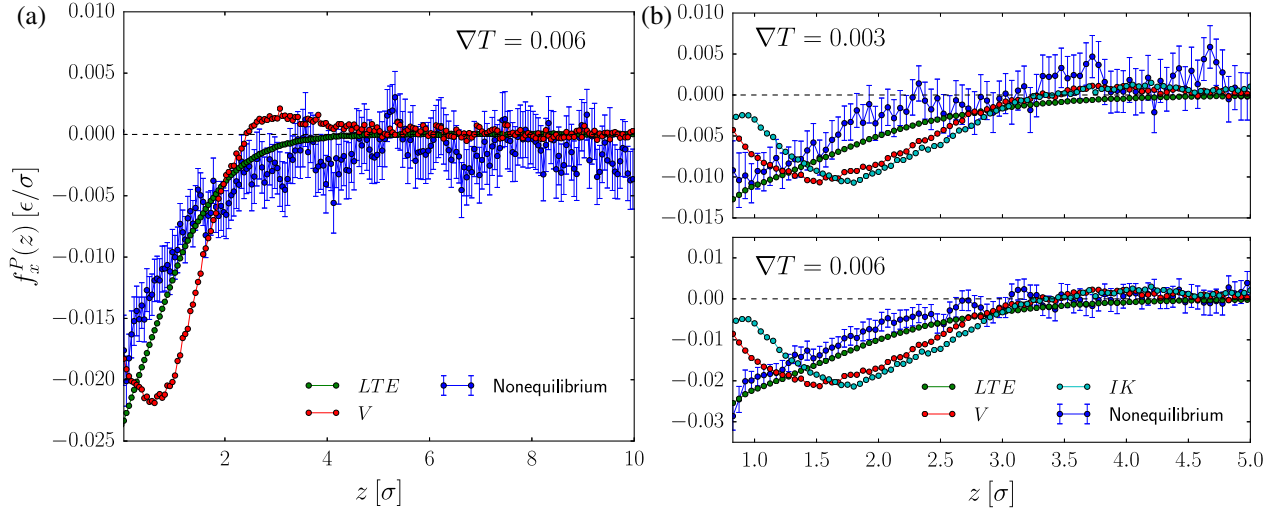 (a)
0.010
0.005
0.000
−0.005
−0.010
−0.015
−0.020
−0.025
f_x^P(z) [ϵ/σ]
∇T = 0.006
LTE
V
Nonequilibrium
2
4
6
8
10
z [σ]
(b)
0.010
0.005
0.000
−0.005
−0.010
−0.015
∇T = 0.003
0.01
0.00
−0.01
−0.02
−0.03
∇T = 0.006
LTE
V
IK
Nonequilibrium
1.0
1.5
2.0
2.5
3.0
3.5
4.0
4.5
5.0
z [σ]